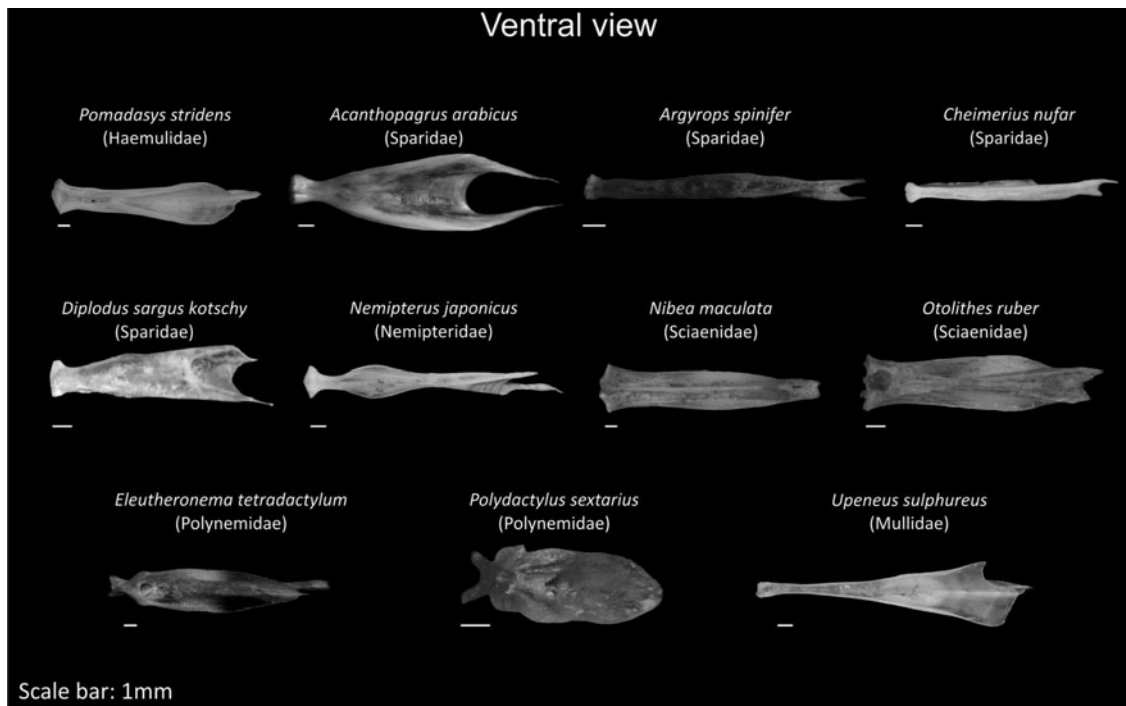 Ventral view
Pomadasys stridens
(Haemulidae)
Acanthopagrus arabicus
(Sparidae)
Argyrops spinifer
(Sparidae)
Cheimerius nufar
(Sparidae)
Diplodus sargus kotschy
(Sparidae)
Nemipterus japonicus
(Nemipteridae)
Nibea maculata
(Sciaenidae)
Otolithes ruber
(Sciaenidae)
Eleutheronema tetradactylum
(Polynemidae)
Polydactylus sextarius
(Polynemidae)
Upeneus sulphureus
(Mullidae)
Scale bar: 1mm